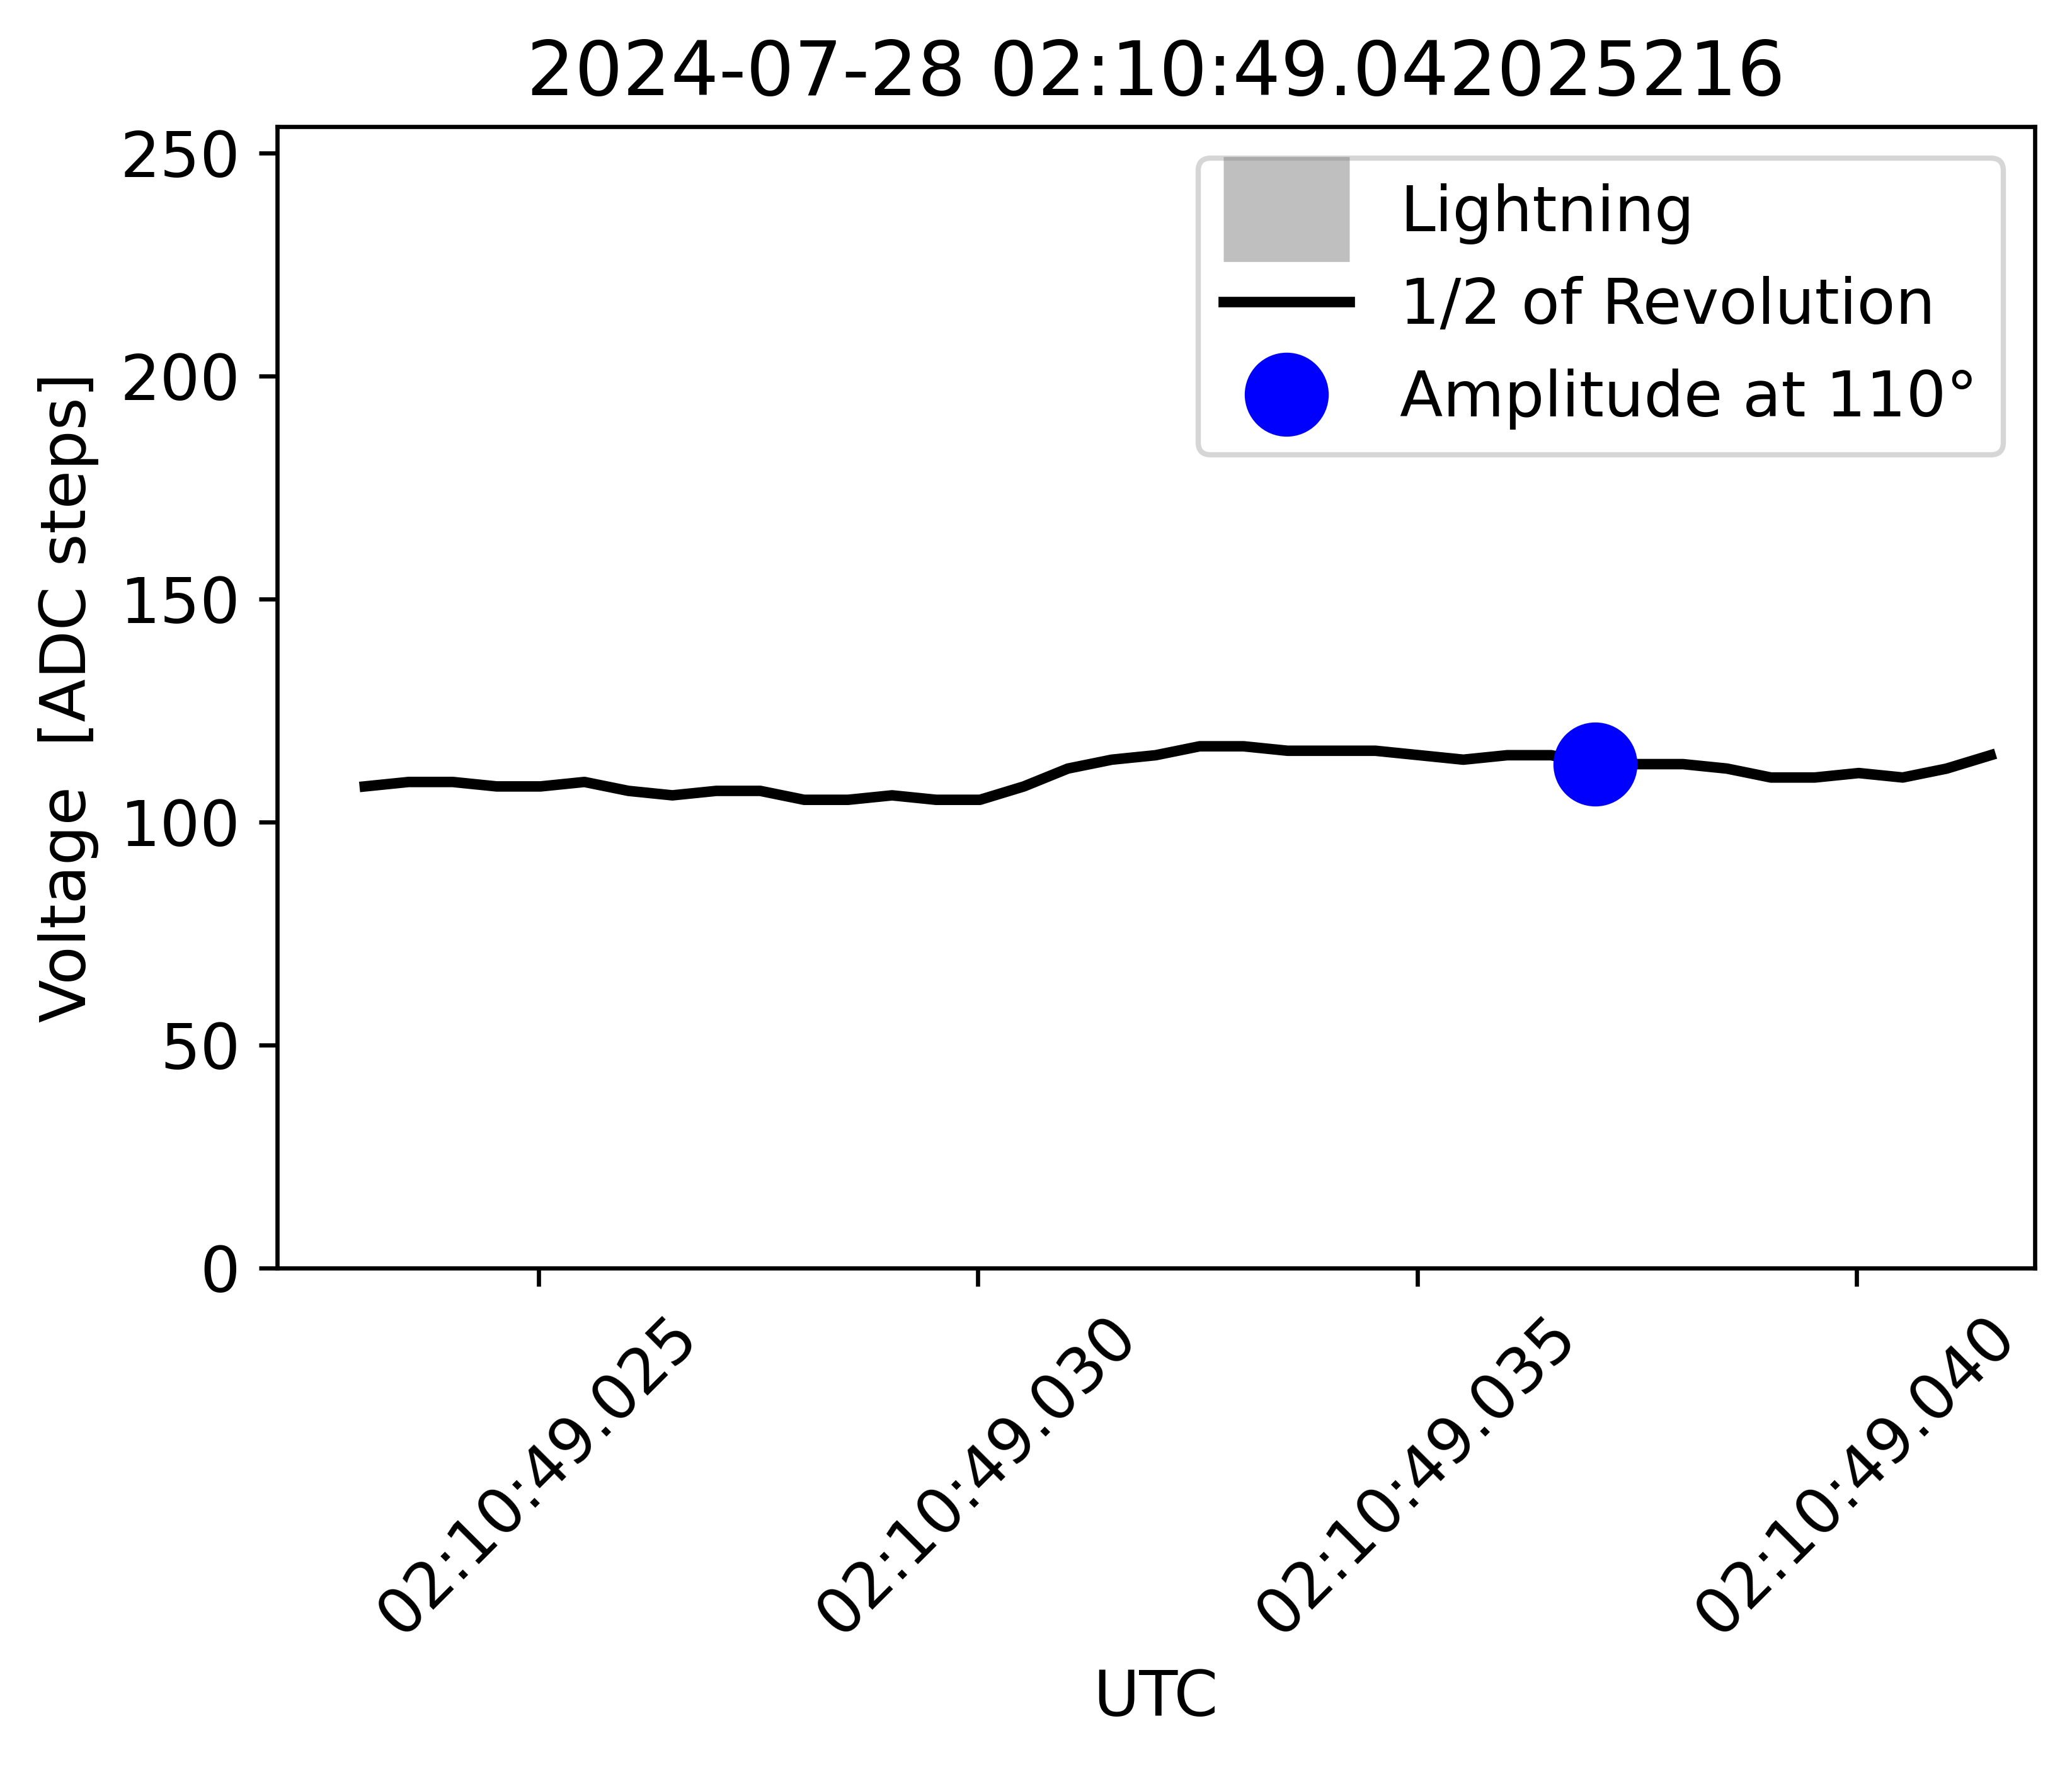 2024-07-28 02:10:49.042025216
Lightning
1/2 of Revolution
Amplitude at 110°
Voltage [ADC steps]
250
200
150
100
50
0
02:10:49.025
02:10:49.030
02:10:49.035
02:10:49.040
UTC